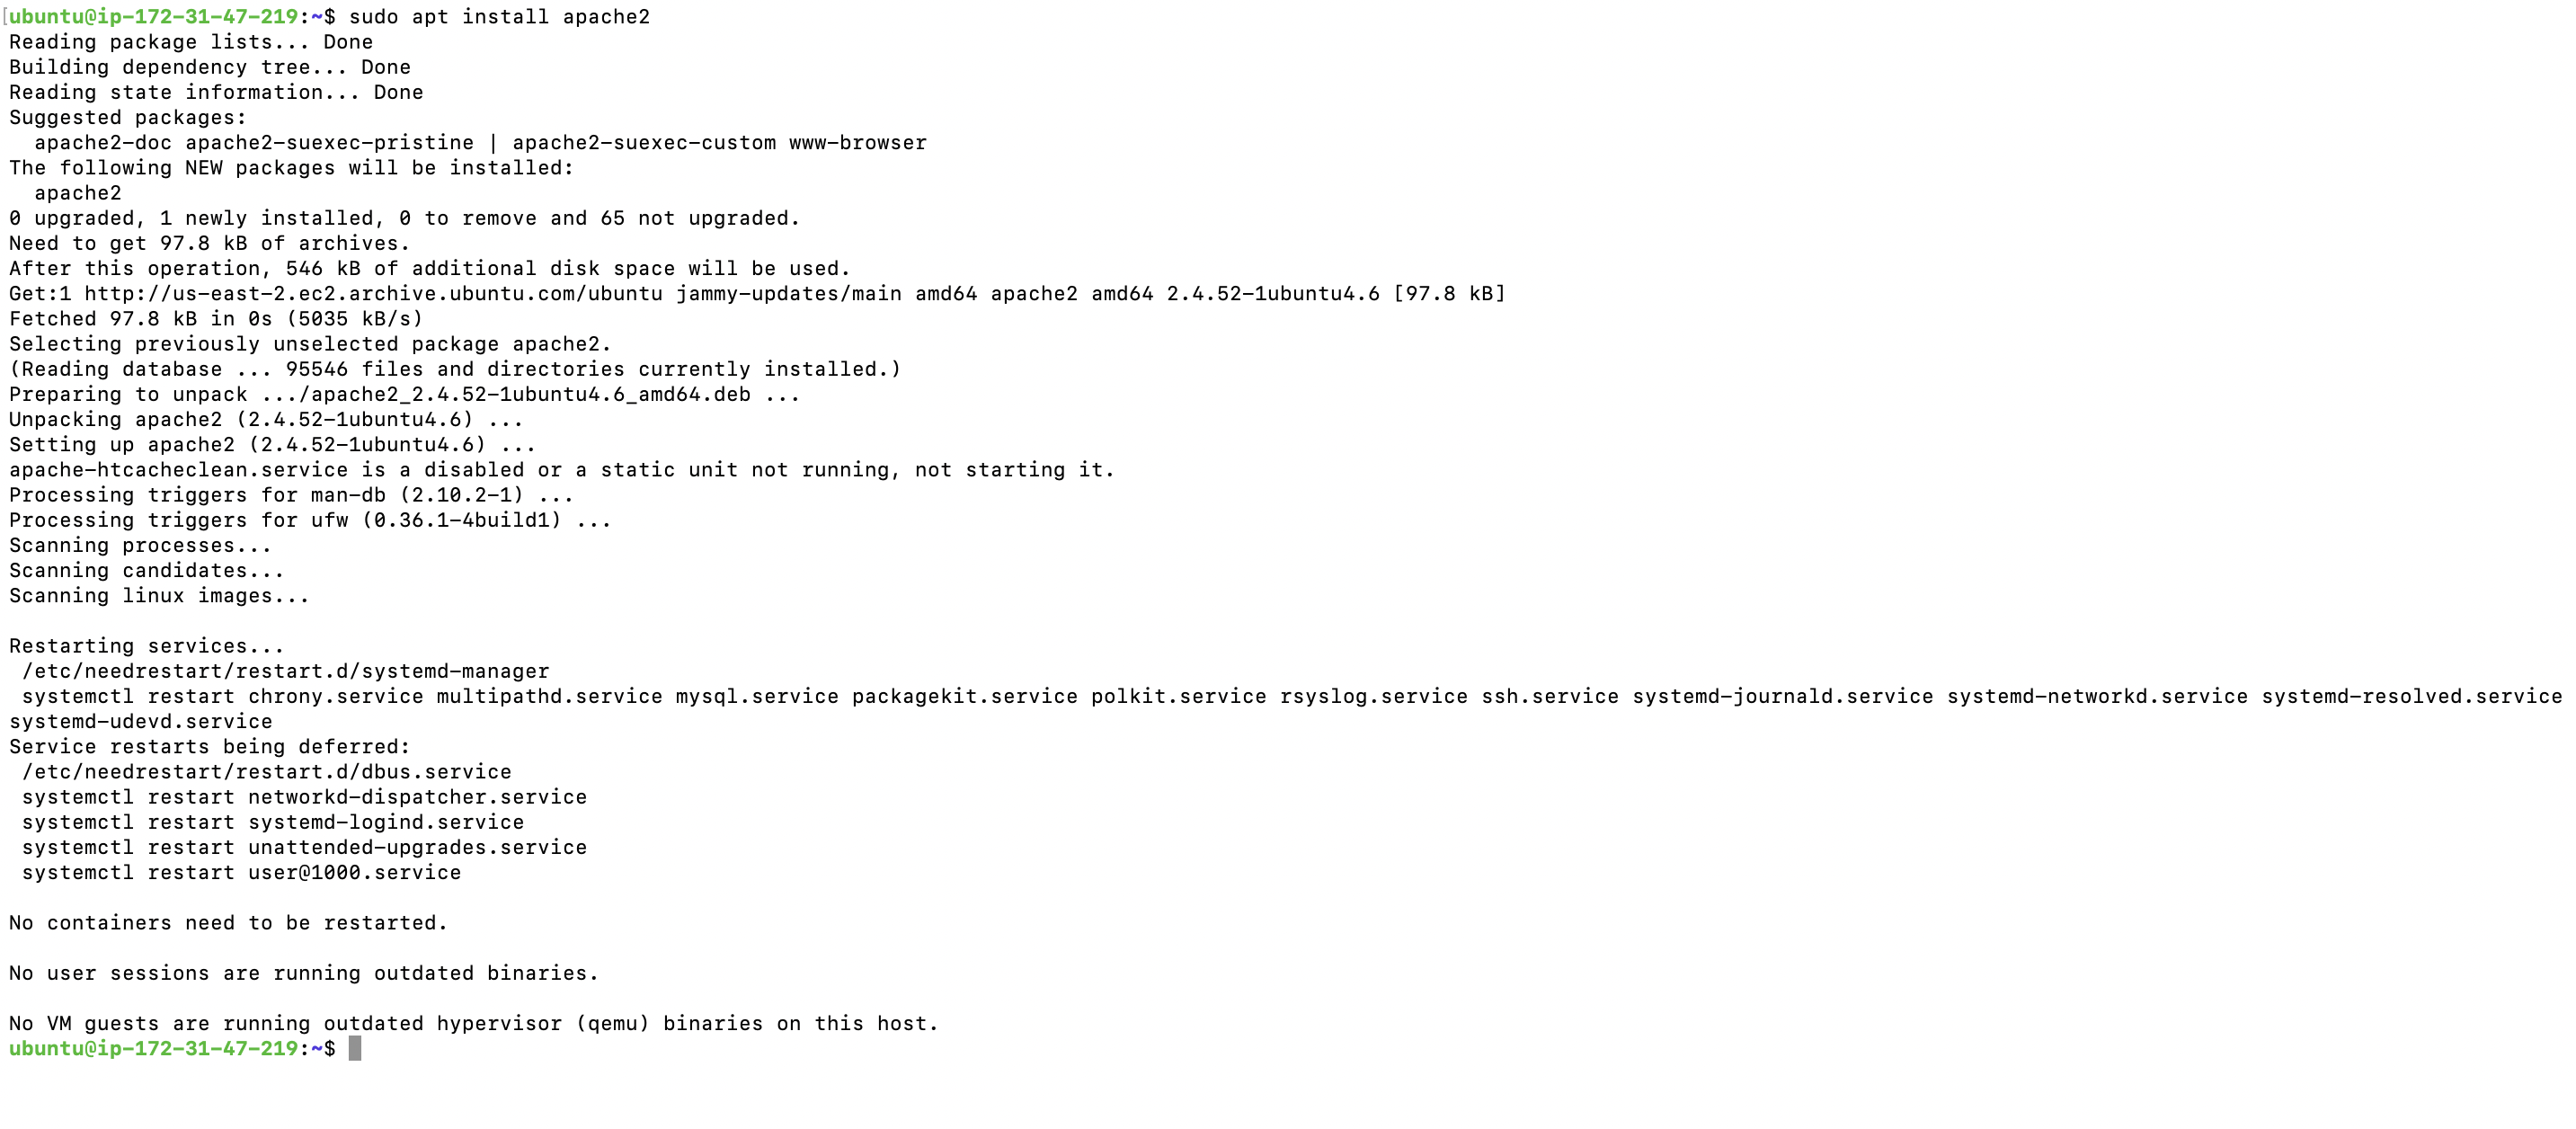 [ubuntu@ip-172-31-47-219:~$ sudo apt install apache2
Reading package lists... Done
Building dependency tree... Done
Reading state information... Done
Suggested packages:
  apache2-doc apache2-suexec-pristine | apache2-suexec-custom www-browser
The following NEW packages will be installed:
  apache2
0 upgraded, 1 newly installed, 0 to remove and 65 not upgraded.
Need to get 97.8 kB of archives.
After this operation, 546 kB of additional disk space will be used.
Get:1 http://us-east-2.ec2.archive.ubuntu.com/ubuntu jammy-updates/main amd64 apache2 amd64 2.4.52-1ubuntu4.6 [97.8 kB]
Fetched 97.8 kB in 0s (5035 kB/s)
Selecting previously unselected package apache2.
(Reading database ... 95546 files and directories currently installed.)
Preparing to unpack .../apache2_2.4.52-1ubuntu4.6_amd64.deb ...
Unpacking apache2 (2.4.52-1ubuntu4.6) ...
Setting up apache2 (2.4.52-1ubuntu4.6) ...
apache-htcacheclean.service is a disabled or a static unit not running, not starting it.
Processing triggers for man-db (2.10.2-1) ...
Processing triggers for ufw (0.36.1-4build1) ...
Scanning processes...
Scanning candidates...
Scanning linux images...

Restarting services...
 /etc/needrestart/restart.d/systemd-manager
 systemctl restart chrony.service multipathd.service mysql.service packagekit.service polkit.service rsyslog.service ssh.service systemd-journald.service systemd-networkd.service systemd-resolved.service
systemd-udevd.service
Service restarts being deferred:
 /etc/needrestart/restart.d/dbus.service
 systemctl restart networkd-dispatcher.service
 systemctl restart systemd-logind.service
 systemctl restart unattended-upgrades.service
 systemctl restart user@1000.service

No containers need to be restarted.

No user sessions are running outdated binaries.

No VM guests are running outdated hypervisor (qemu) binaries on this host.
ubuntu@ip-172-31-47-219:~$